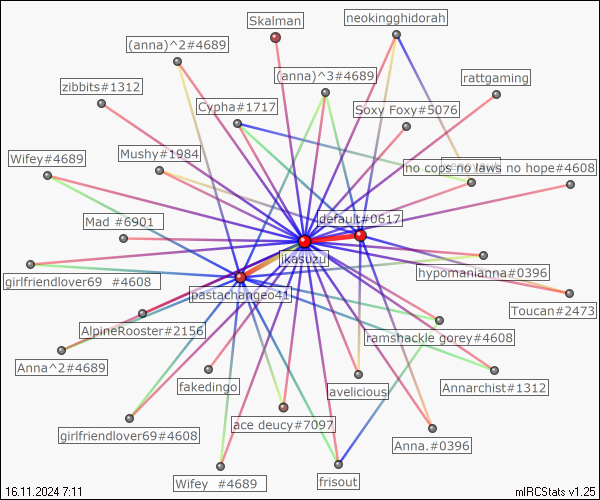 Skalman
neokingghidorah
(anna)^2#4689
(anna)^3#4689
rattgaming
zibbits#1312
Cypha#1717
Soxy Foxy#5076
Wifey#4689
Mushy#1984
no cops no laws no hope#4608
Mad  #6901
default#0617
ikasuzu
girlfriendlover69   #4608
hypomanianna#0396
pastachangeo41
Toucan#2473
AlpineRooster#2156
ramshackle gorey#4608
Anna^2#4689
fakedingo
avelicious
Annarchist#1312
girlfriendlover69#4608
ace deucy#7097
Anna.#0396
Wifey   #4689
frisout
16.11.2024 7:11
mIRCStats v1.25